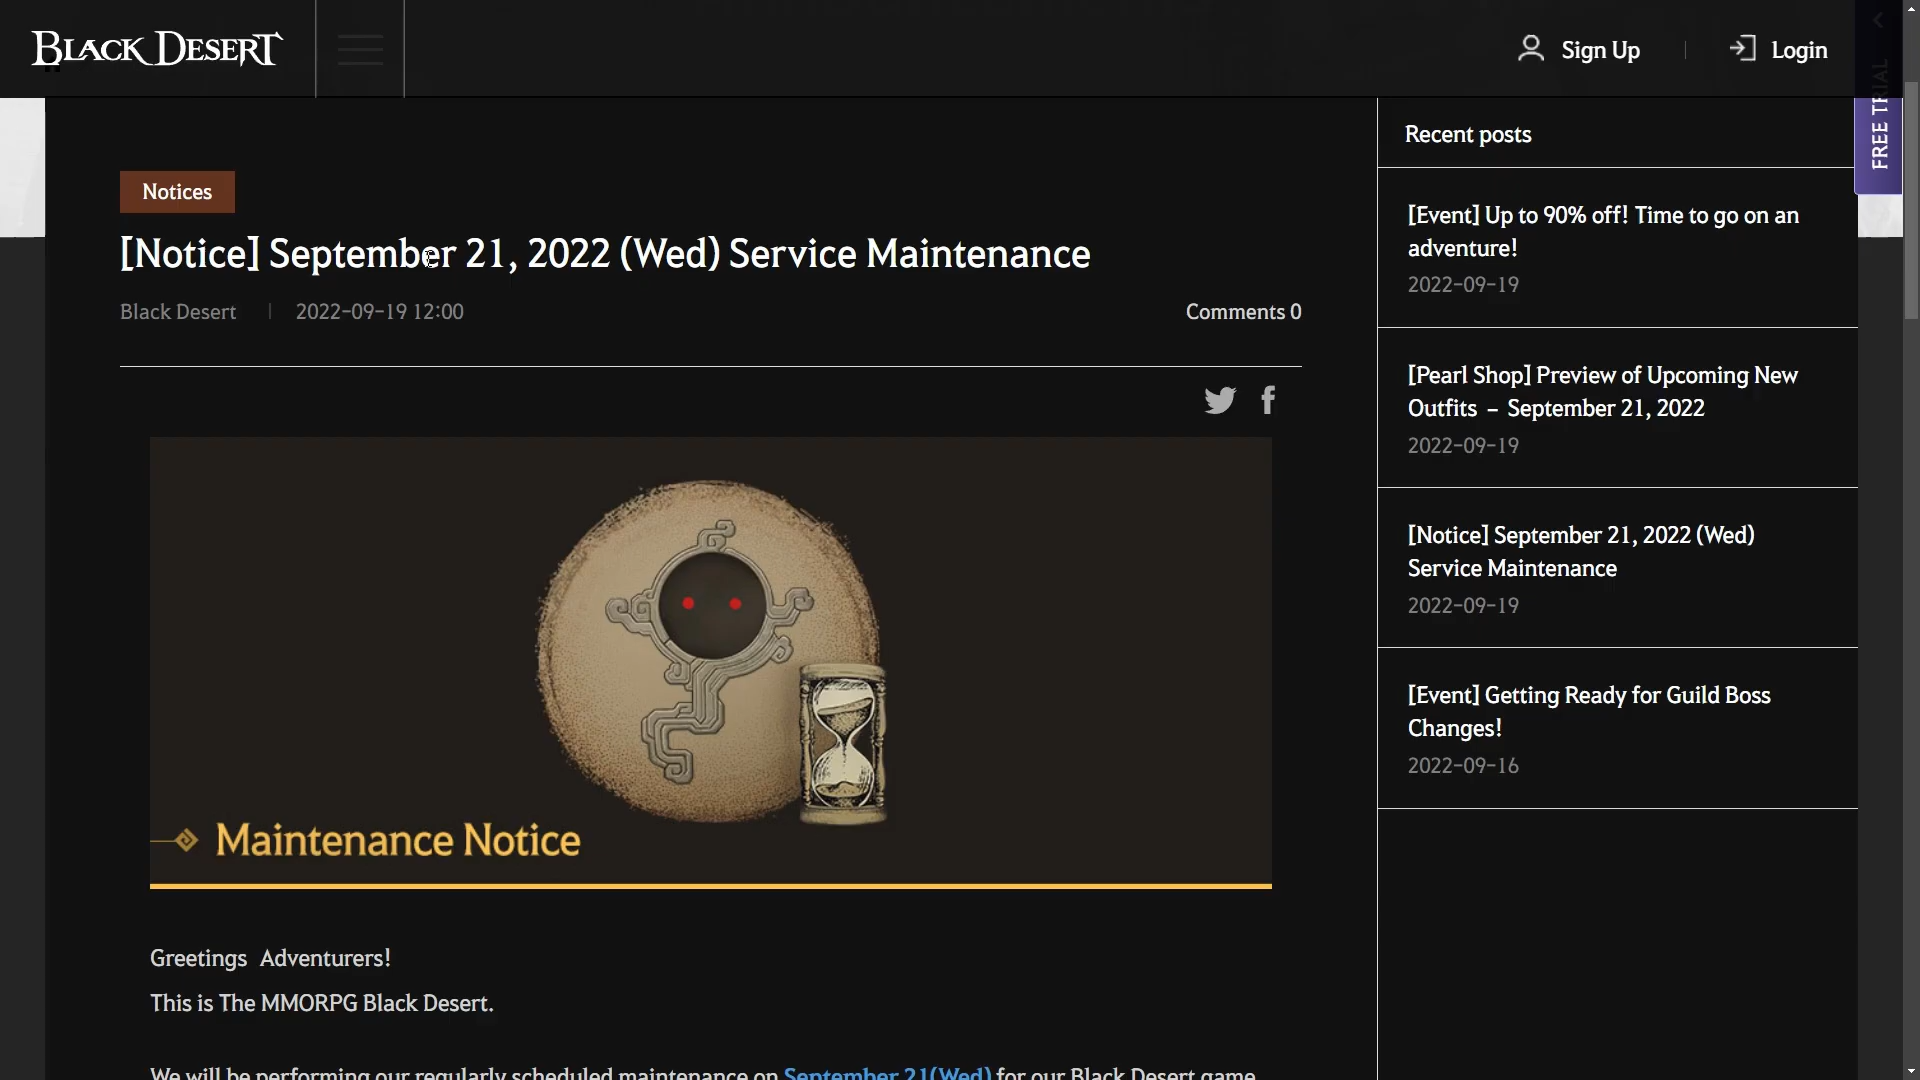 BLACK DESERT
Sign Up
Login
FREE TRIAL
Notices
[Notice] September 21, 2022 (Wed) Service Maintenance
Black Desert
2022-09-19 12:00
Comments 0
Maintenance Notice
Greetings Adventurers!
This is The MMORPG Black Desert.
We will be performing our regularly scheduled maintenance on September 21(Wed) for our Black Desert game
Recent posts
[Event] Up to 90% off! Time to go on an
adventure!
2022-09-19
[Pearl Shop] Preview of Upcoming New
Outfits – September 21, 2022
2022-09-19
[Notice] September 21, 2022 (Wed)
Service Maintenance
2022-09-19
[Event] Getting Ready for Guild Boss
Changes!
2022-09-16